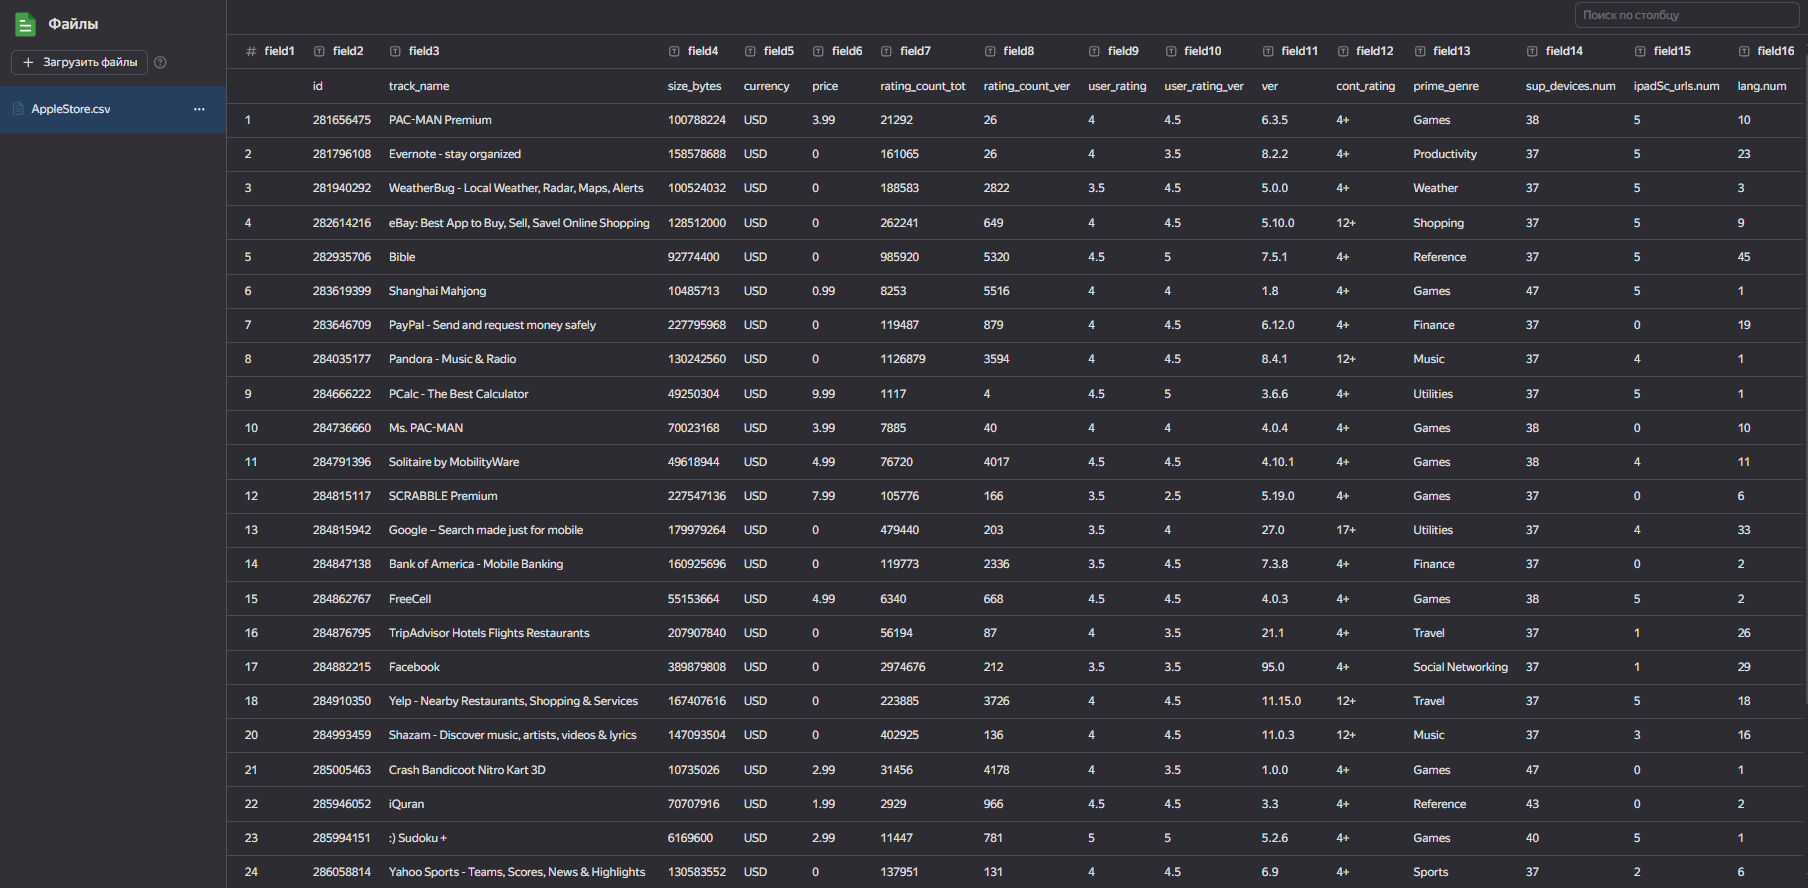 Файлы
Поиск по столбцу
+ Загрузить файлы ?
AppleStore.csv ...
# field1 T field2 T field3 T field4 T field5 T field6 T field7 T field8 T field9 T field10 T field11 T field12 T field13 T field14 T field15 T field16
id track_name size_bytes currency price rating_count_tot rating_count_ver user_rating user_rating_ver ver cont_rating prime_genre sup_devices.num ipadSc_urls.num lang.num
1 281656475 PAC-MAN Premium 100788224 USD 3.99 21292 26 4 4.5 6.3.5 4+ Games 38 5 10
2 281796108 Evernote - stay organized 158578688 USD 0 161065 26 4 3.5 8.2.2 4+ Productivity 37 5 23
3 281940292 WeatherBug - Local Weather, Radar, Maps, Alerts 100524032 USD 0 188583 2822 3.5 4.5 5.0.0 4+ Weather 37 5 3
4 282614216 eBay: Best App to Buy, Sell, Save! Online Shopping 128512000 USD 0 262241 649 4 4.5 5.10.0 12+ Shopping 37 5 9
5 282935706 Bible 92774400 USD 0 985920 5320 4.5 5 7.5.1 4+ Reference 37 5 45
6 283619399 Shanghai Mahjong 10485713 USD 0.99 8253 5516 4 4 1.8 4+ Games 47 5 1
7 283646709 PayPal - Send and request money safely 227795968 USD 0 119487 879 4 4.5 6.12.0 4+ Finance 37 0 19
8 284035177 Pandora - Music & Radio 130242560 USD 0 1126879 3594 4 4.5 8.4.1 12+ Music 37 4 1
9 284666222 PCalc - The Best Calculator 49250304 USD 9.99 1117 4 4.5 5 3.6.6 4+ Utilities 37 5 1
10 284736660 Ms. PAC-MAN 70023168 USD 3.99 7885 40 4 4 4.0.4 4+ Games 38 0 10
11 284791396 Solitaire by MobilityWare 49618944 USD 4.99 76720 4017 4.5 4.5 4.10.1 4+ Games 38 4 11
12 284815117 SCRABBLE Premium 227547136 USD 7.99 105776 166 3.5 2.5 5.19.0 4+ Games 37 0 6
13 284815942 Google – Search made just for mobile 179979264 USD 0 479440 203 3.5 4 27.0 17+ Utilities 37 4 33
14 284847138 Bank of America - Mobile Banking 160925696 USD 0 119773 2336 3.5 4.5 7.3.8 4+ Finance 37 0 2
15 284862767 FreeCell 55153664 USD 4.99 6340 668 4.5 4.5 4.0.3 4+ Games 38 5 2
16 284876795 TripAdvisor Hotels Flights Restaurants 207907840 USD 0 56194 87 4 3.5 21.1 4+ Travel 37 1 26
17 284882215 Facebook 389879808 USD 0 2974676 212 3.5 3.5 95.0 4+ Social Networking 37 1 29
18 284910350 Yelp - Nearby Restaurants, Shopping & Services 167407616 USD 0 223885 3726 4 4.5 11.15.0 12+ Travel 37 5 18
20 284993459 Shazam - Discover music, artists, videos & lyrics 147093504 USD 0 402925 136 4 4.5 11.0.3 12+ Music 37 3 16
21 285005463 Crash Bandicoot Nitro Kart 3D 10735026 USD 2.99 31456 4178 4 3.5 1.0.0 4+ Games 47 0 1
22 285946052 iQuran 70707916 USD 1.99 2929 966 4.5 4.5 3.3 4+ Reference 43 0 2
23 285994151 :) Sudoku + 6169600 USD 2.99 11447 781 5 5 5.2.6 4+ Games 40 5 1
24 286058814 Yahoo Sports - Teams, Scores, News & Highlights 130583552 USD 0 137951 131 4 4.5 6.9 4+ Sports 37 2 6